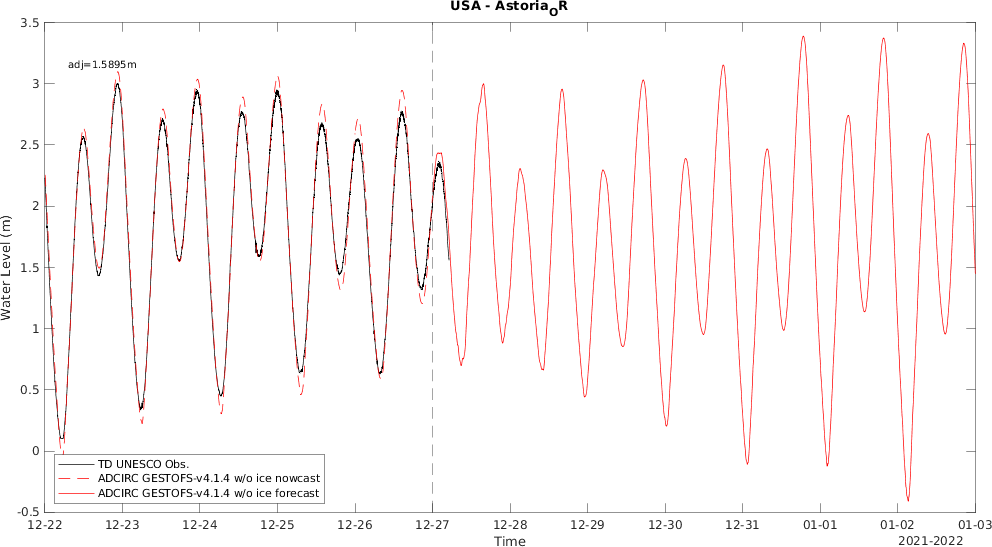 USA - Astoria_OR
adj=1.5895m
3.5
3
2.5
2
1.5
1
0.5
0
-0.5
Water Level (m)
TD UNESCO Obs.
ADCIRC GESTOFS-v4.1.4 w/o ice nowcast
ADCIRC GESTOFS-v4.1.4 w/o ice forecast
12-22 12-23 12-24 12-25 12-26 12-27 12-28 12-29 12-30 12-31 01-01 01-02 01-03
Time
2021-2022